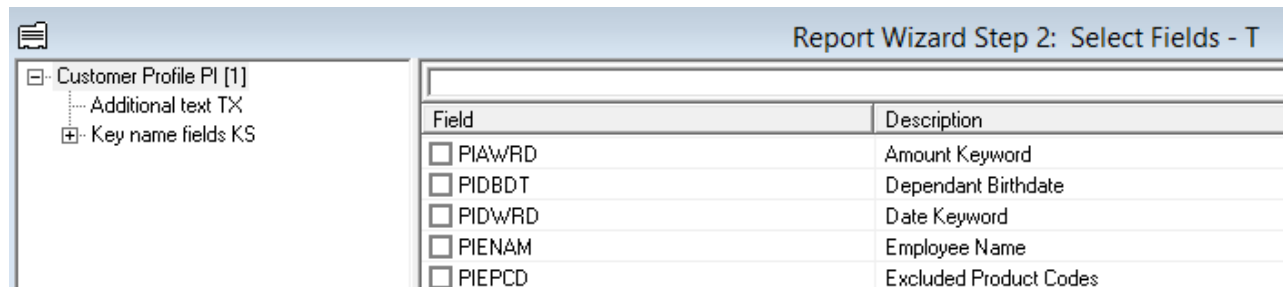 Report Wizard Step 2: Select Fields - T
Customer Profile PI [1]
Additional text TX
Key name fields KS
Field Description
PIAWRD Amount Keyword
PIDBDT Dependant Birthdate
PIDWRD Date Keyword
PIENAM Employee Name
PIEPCD Excluded Product Codes